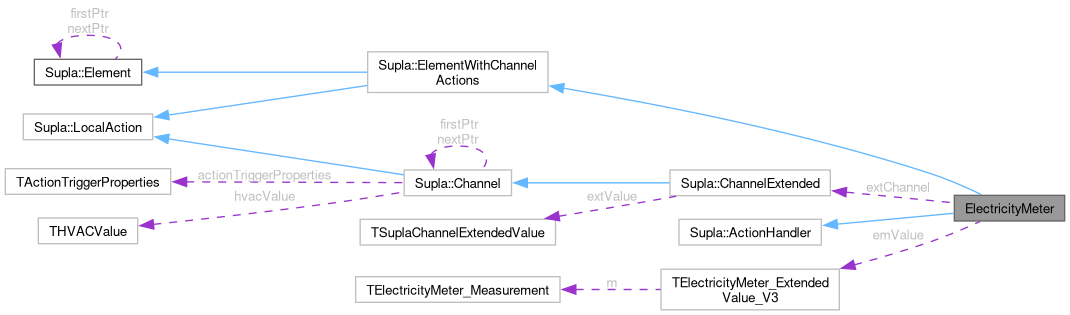 firstPtr
nextPtr
Supla::Element
Supla::ElementWithChannel
Actions
Supla::LocalAction
firstPtr
nextPtr
TActionTriggerProperties
actionTriggerProperties
Supla::Channel
Supla::ChannelExtended
extChannel
hvacValue
extValue
ElectricityMeter
THVACValue
TSuplaChannelExtendedValue
Supla::ActionHandler
emValue
TElectricityMeter_Measurement
m
TElectricityMeter_Extended
Value_V3